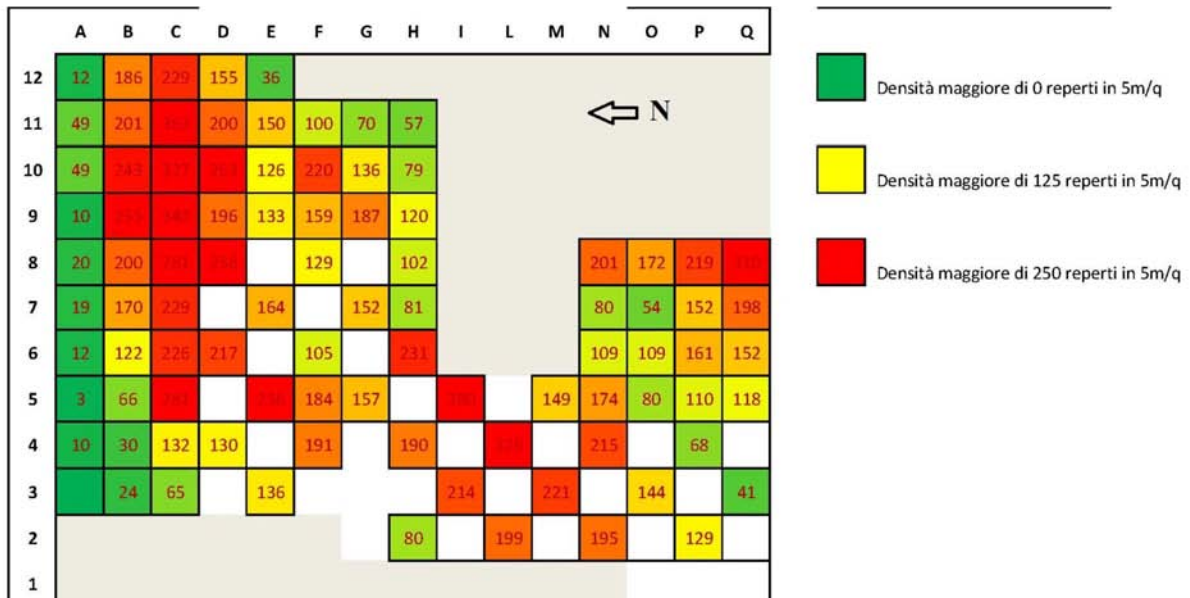 A B C D E F G H I L M N O P Q
12 12 186 229 155 36
11 49 201 200 150 100 70 57
N
10 49 243 126 220 136 79
9 10 196 133 159 187 120
8 20 200 129 102 201 172 219
7 19 170 229 164 152 81 80 54 152 198
6 12 122 226 217 105 231 109 109 161 152
5 3 66 184 157 149 174 80 110 118
4 10 30 132 130 191 190 215 68
3 24 65 136 214 221 144 41
2 80 199 195 129
1
Densità maggiore di 0 reperti in 5m/q
Densità maggiore di 125 reperti in 5m/q
Densità maggiore di 250 reperti in 5m/q